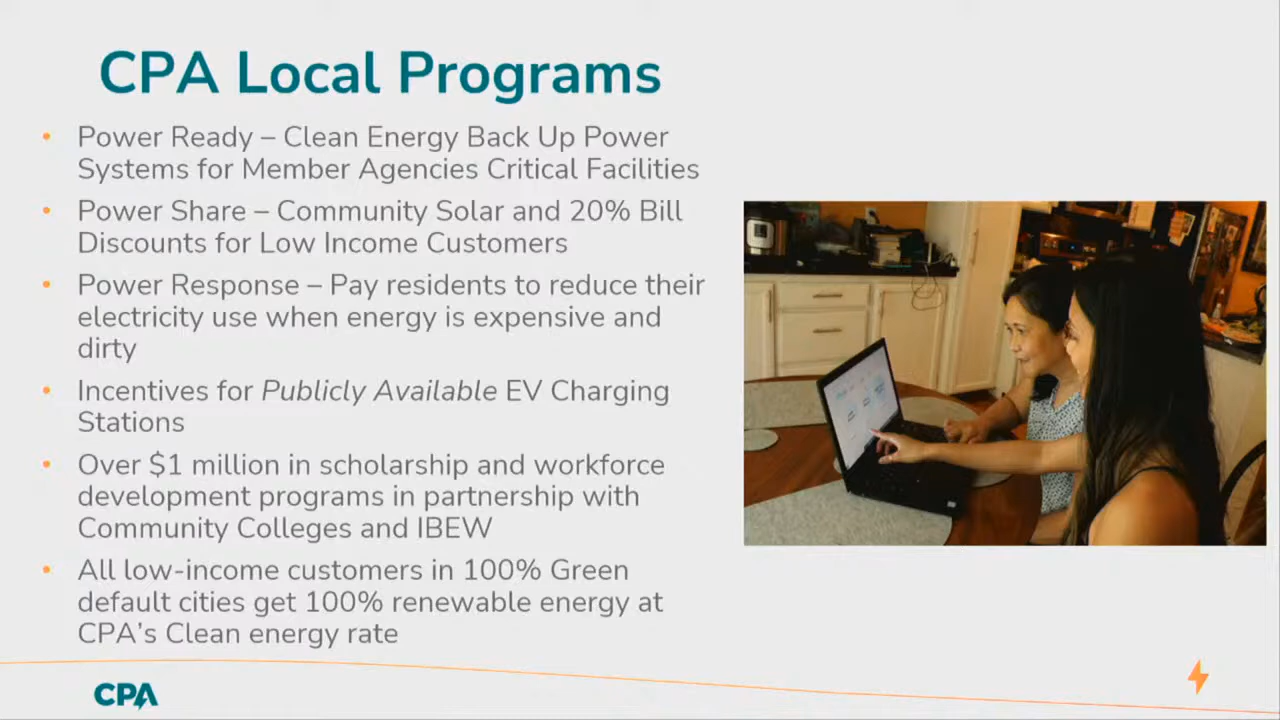 CPA Local Programs
• Power Ready – Clean Energy Back Up Power
Systems for Member Agencies Critical Facilities
• Power Share – Community Solar and 20% Bill
Discounts for Low Income Customers
• Power Response – Pay residents to reduce their
electricity use when energy is expensive and
dirty
• Incentives for Publicly Available EV Charging
Stations
• Over $1 million in scholarship and workforce
development programs in partnership with
Community Colleges and IBEW
• All low-income customers in 100% Green
default cities get 100% renewable energy at
CPA’s Clean energy rate
CPA